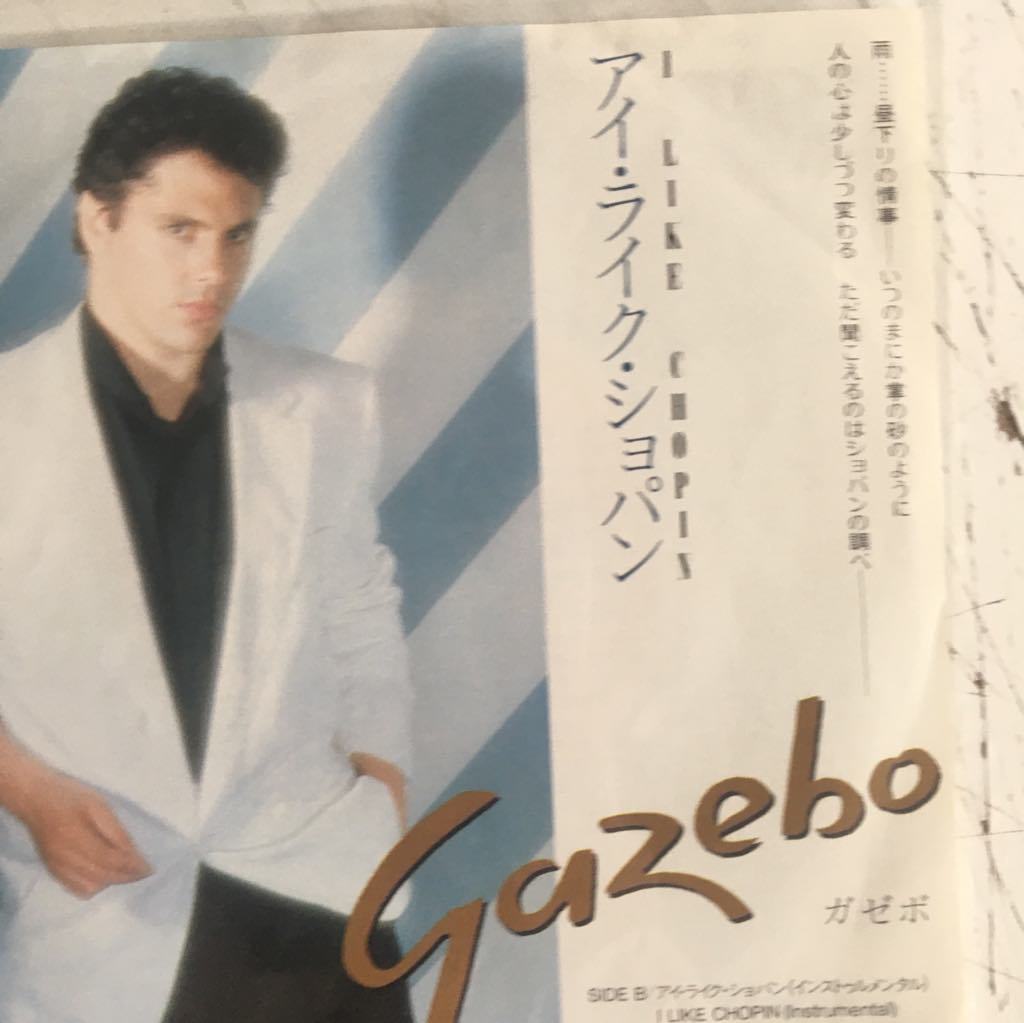 雨……昼下りの情事――いつのまにか掌の砂のように
人の心は少しづつ変わる ただ聞こえるのはショパンの調べ――
I LIKE CHOPIN
アイ・ライク・ショパン
Gazebo
ガゼボ
SIDE B/アイ・ライク・ショパン(インストゥルメンタル)
I LIKE CHOPIN (Instrumental)